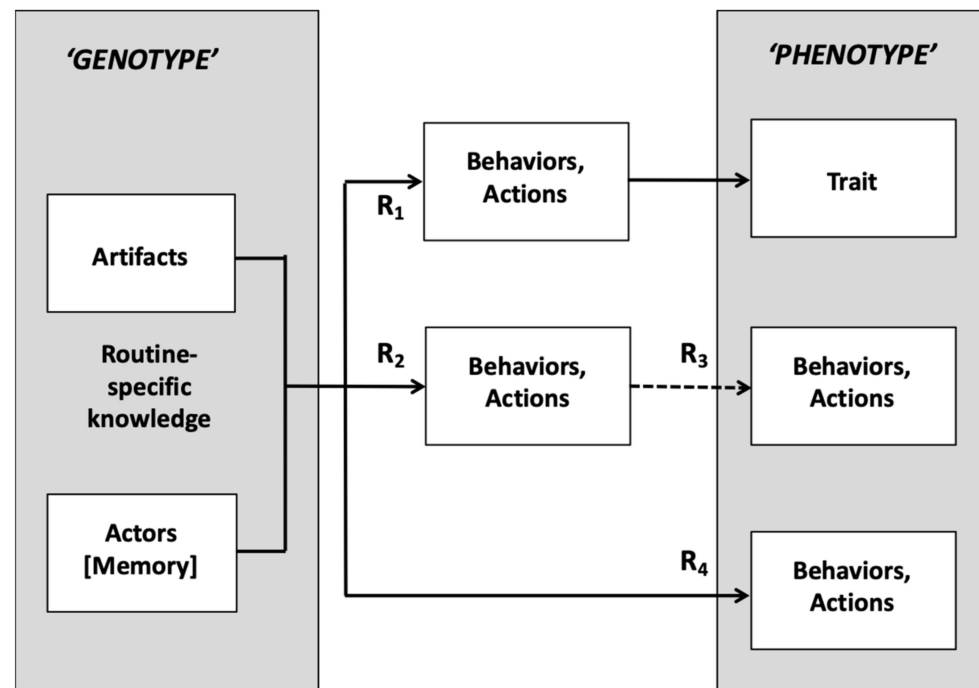 ‘GENOTYPE’
Artifacts
Routine-
specific
knowledge
Actors
[Memory]
R1
Behaviors,
Actions
R2
Behaviors,
Actions
R3
R4
‘PHENOTYPE’
Trait
Behaviors,
Actions
Behaviors,
Actions